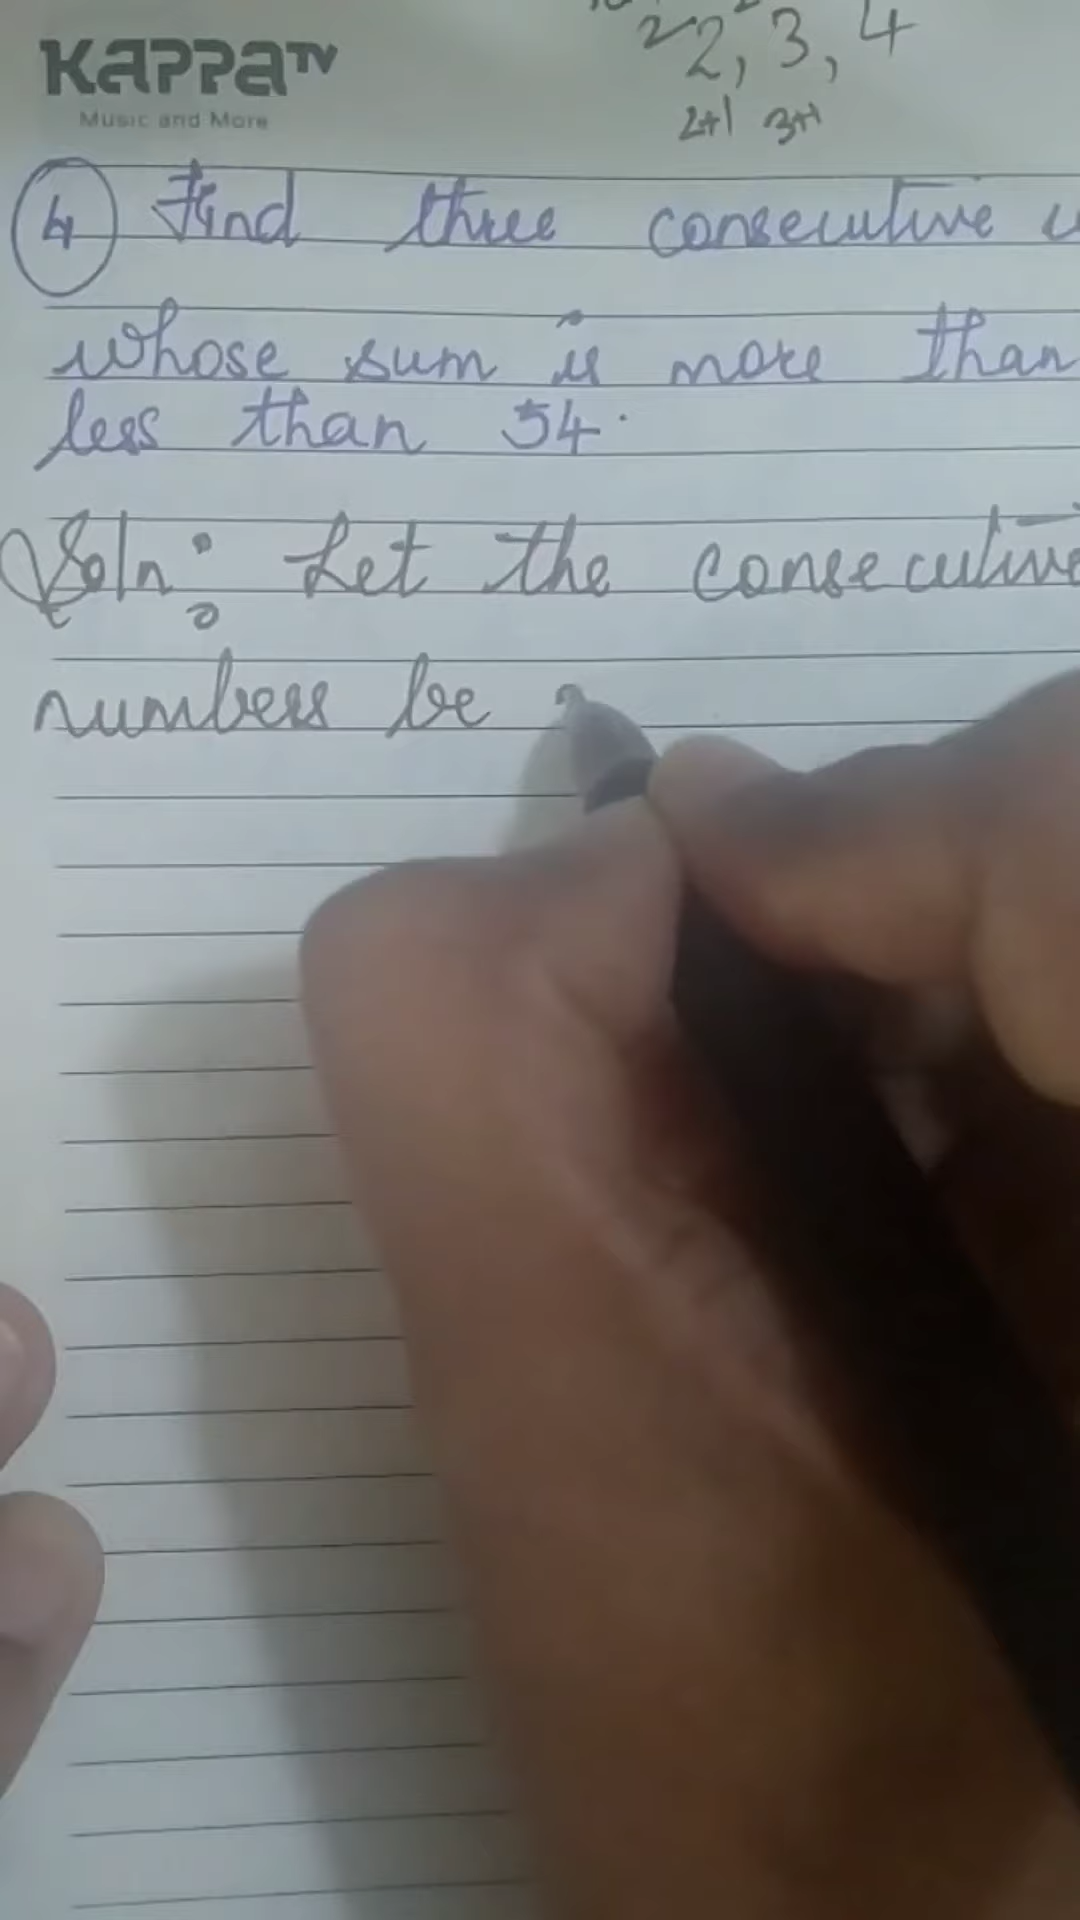 KAPPA TV
Music and More
2 2, 3, 4
2+1 3+1
4 Find three consecutive
whose sum is more than
less than 54.
Soln: Let the consecutive
numbers be